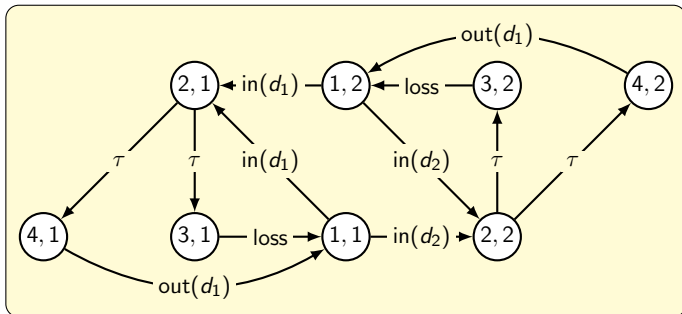 out(d₁)
2, 1 in(d₁) 1, 2 loss 3, 2 4, 2
τ τ in(d₁) in(d₂) τ τ
4, 1 3, 1 loss 1, 1 in(d₂) 2, 2
out(d₁)